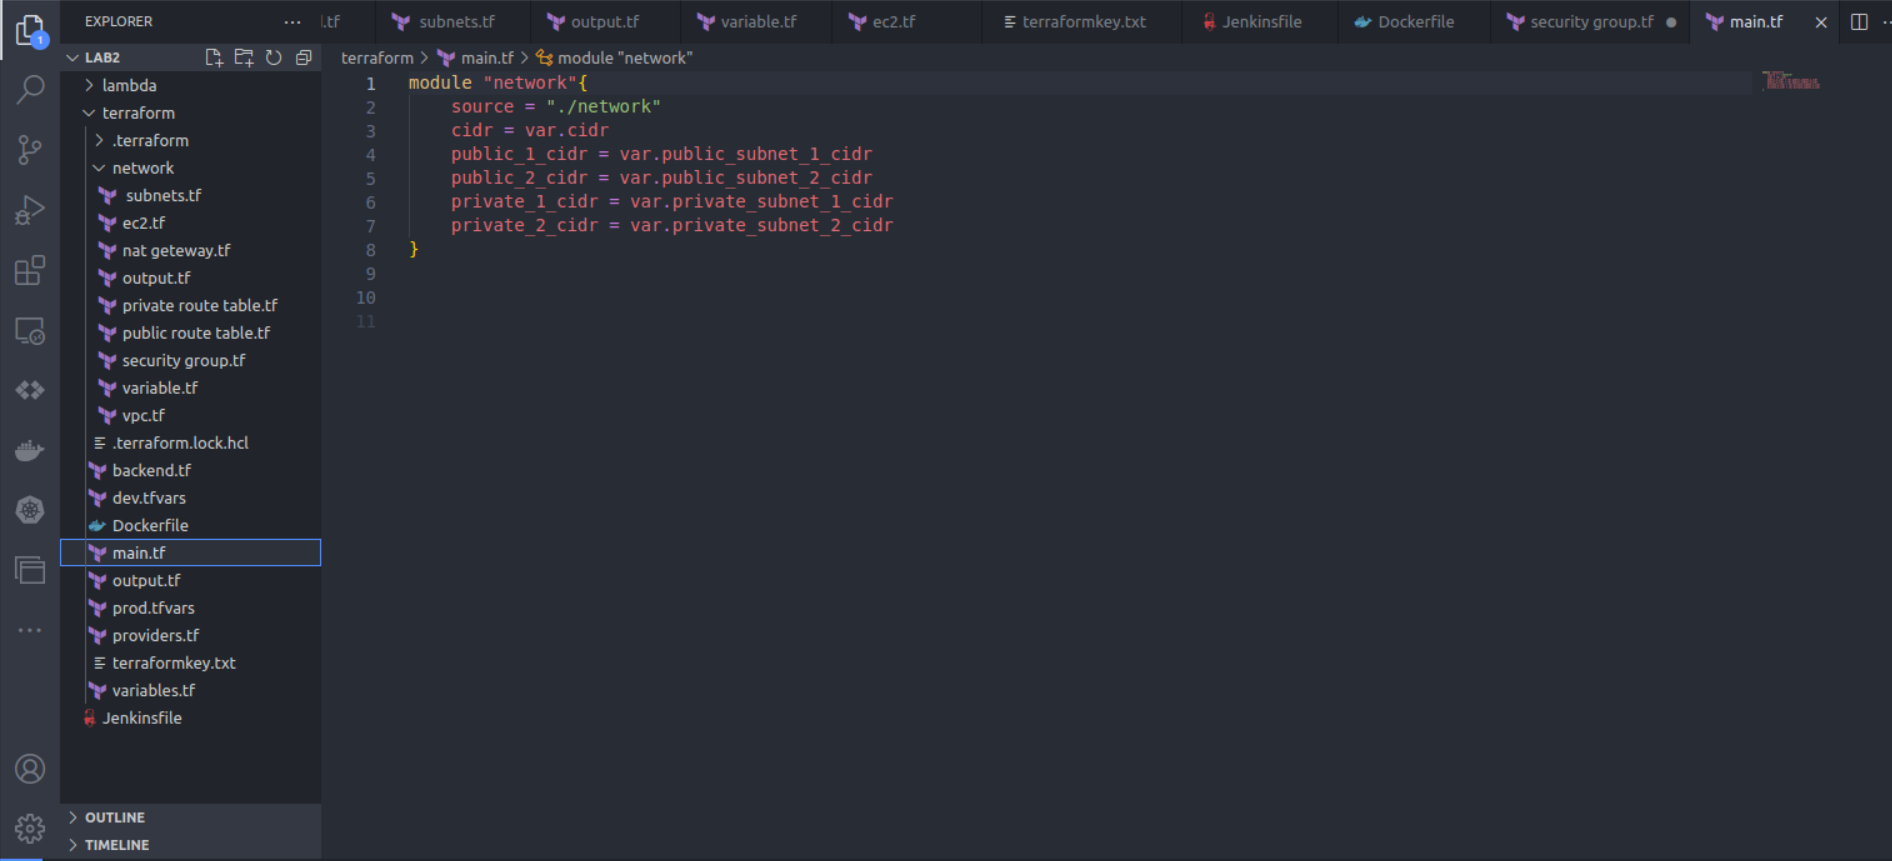 EXPLORER
···
l.tf
subnets.tf
output.tf
variable.tf
ec2.tf
terraformkey.txt
Jenkinsfile
Dockerfile
security group.tf
main.tf
1
LAB2
lambda
terraform
.terraform
network
subnets.tf
ec2.tf
nat geteway.tf
output.tf
private route table.tf
public route table.tf
security group.tf
variable.tf
vpc.tf
.terraform.lock.hcl
backend.tf
dev.tfvars
Dockerfile
main.tf
output.tf
prod.tfvars
providers.tf
terraformkey.txt
variables.tf
Jenkinsfile
OUTLINE
TIMELINE
terraform > main.tf > module "network"
1 module "network"{
2     source = "./network"
3     cidr = var.cidr
4     public_1_cidr = var.public_subnet_1_cidr
5     public_2_cidr = var.public_subnet_2_cidr
6     private_1_cidr = var.private_subnet_1_cidr
7     private_2_cidr = var.private_subnet_2_cidr
8 }
9
10
11